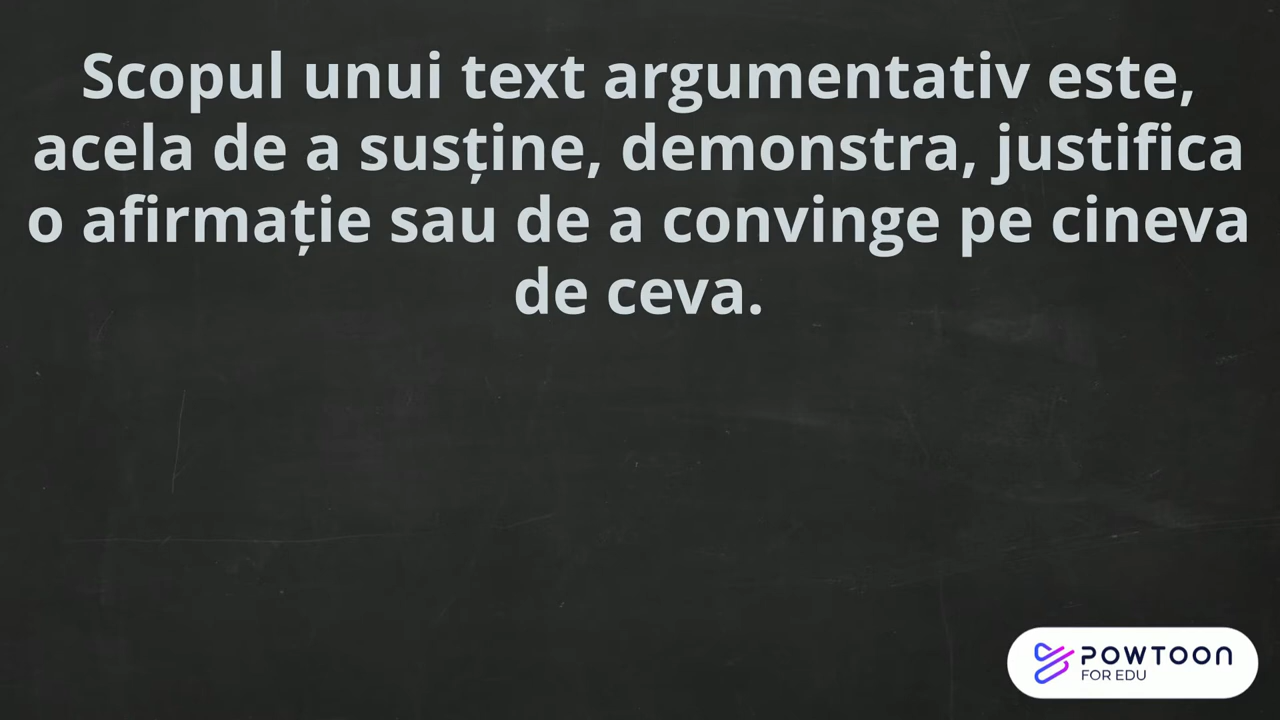 Scopul unui text argumentativ este,
acela de a susține, demonstra, justifica
o afirmație sau de a convinge pe cineva
de ceva.
POWTOON
FOR EDU